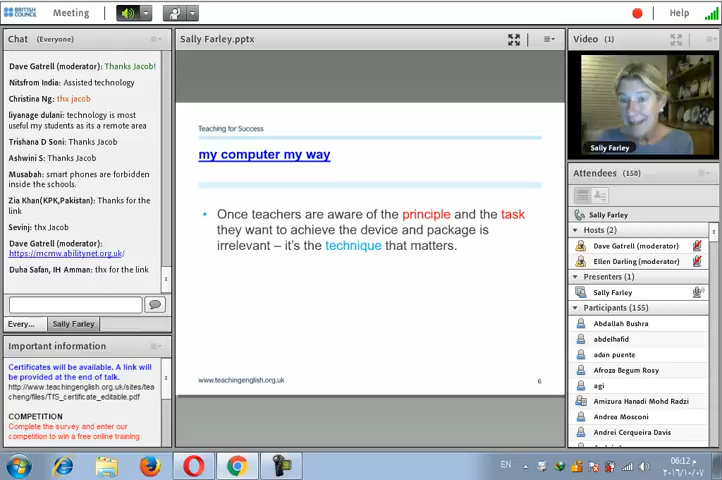 BRITISH
COUNCIL
Meeting
Help
Chat (Everyone)
Dave Gatrell (moderator): Thanks Jacob!
Nitsfrom India: Assisted technology
Christina Ng: thx jacob
liyanage dulani: technology is most
useful my students as its a remote area
Trishana D Soni: Thanks Jacob
Ashwini S: Thanks Jacob
Musabah: smart phones are forbidden
inside the schools.
Zia Khan(KPK,Pakistan): Thanks for the
link
Sevinj: thx Jacob
Dave Gatrell (moderator):
https://mcmw.abilitynet.org.uk/
Duha Safan, IH Amman: thx for the link
Every...
Sally Farley
Important information
Certificates will be available. A link will
be provided at the end of talk.
http://www.teachingenglish.org.uk/sites/tea
cheng/files/TfS_certificate_editable.pdf
COMPETITION
Complete the survey and enter our
competition to win a free online training
Sally Farley.pptx
Teaching for Success
my computer my way
• Once teachers are aware of the principle and the task
they want to achieve the device and package is
irrelevant – it's the technique that matters.
www.teachingenglish.org.uk
6
Video (1)
Sally Farley
Attendees (158)
Sally Farley
Hosts (2)
Dave Gatrell (moderator)
Ellen Darling (moderator)
Presenters (1)
Sally Farley
Participants (155)
Abdallah Bushra
abdelhafid
adan puente
Afroza Begum Rosy
agi
Amizura Hanadi Mohd Radzi
Andrea Mosconi
Andrei Cerqueira Davis
EN
06:12 م
٢٠١٦/١٠/٠٧